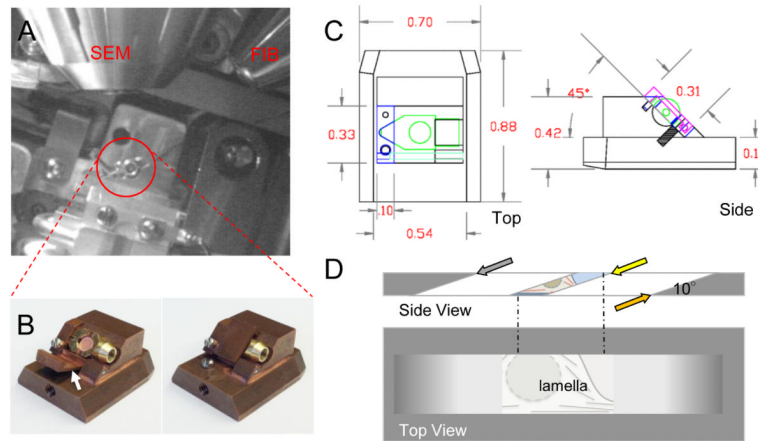 A
SEM
FIB
B
C
0.70
0.33
0.88
.10
0.54
Top
45°
0.31
0.42
0.1
Side
D
10°
Side View
lamella
Top View